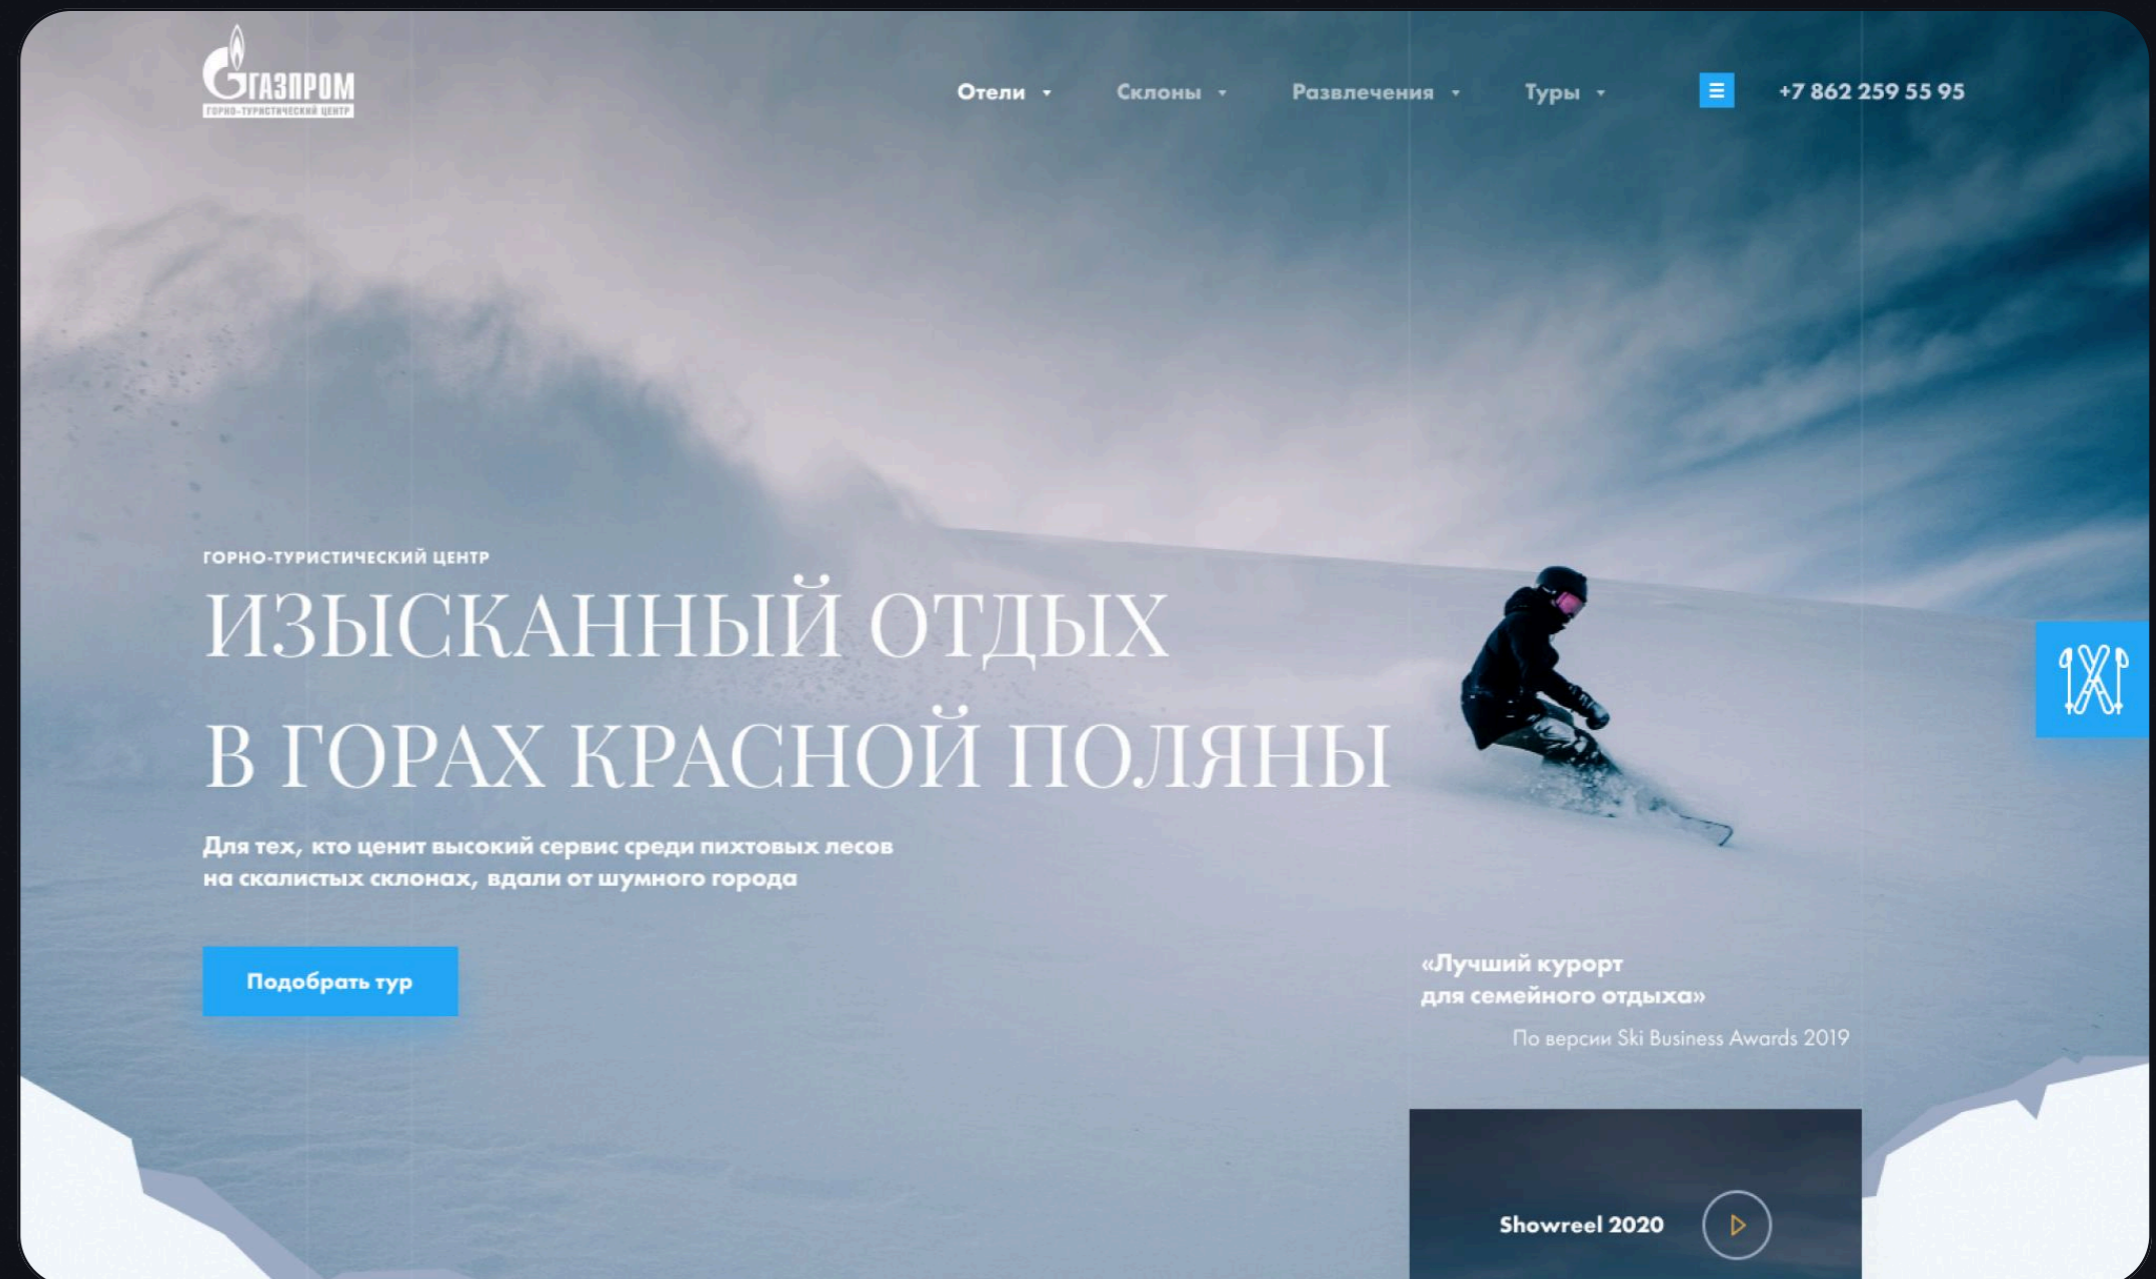 ГАЗПРОМ
ГОРНО-ТУРИСТИЧЕСКИЙ ЦЕНТР
Отели
Склоны
Развлечения
Туры
+7 862 259 55 95
ГОРНО-ТУРИСТИЧЕСКИЙ ЦЕНТР
ИЗЫСКАННЫЙ ОТДЫХ
В ГОРАХ КРАСНОЙ ПОЛЯНЫ
Для тех, кто ценит высокий сервис среди пихтовых лесов
на скалистых склонах, вдали от шумного города
Подобрать тур
«Лучший курорт
для семейного отдыха»
По версии Ski Business Awards 2019
Showreel 2020